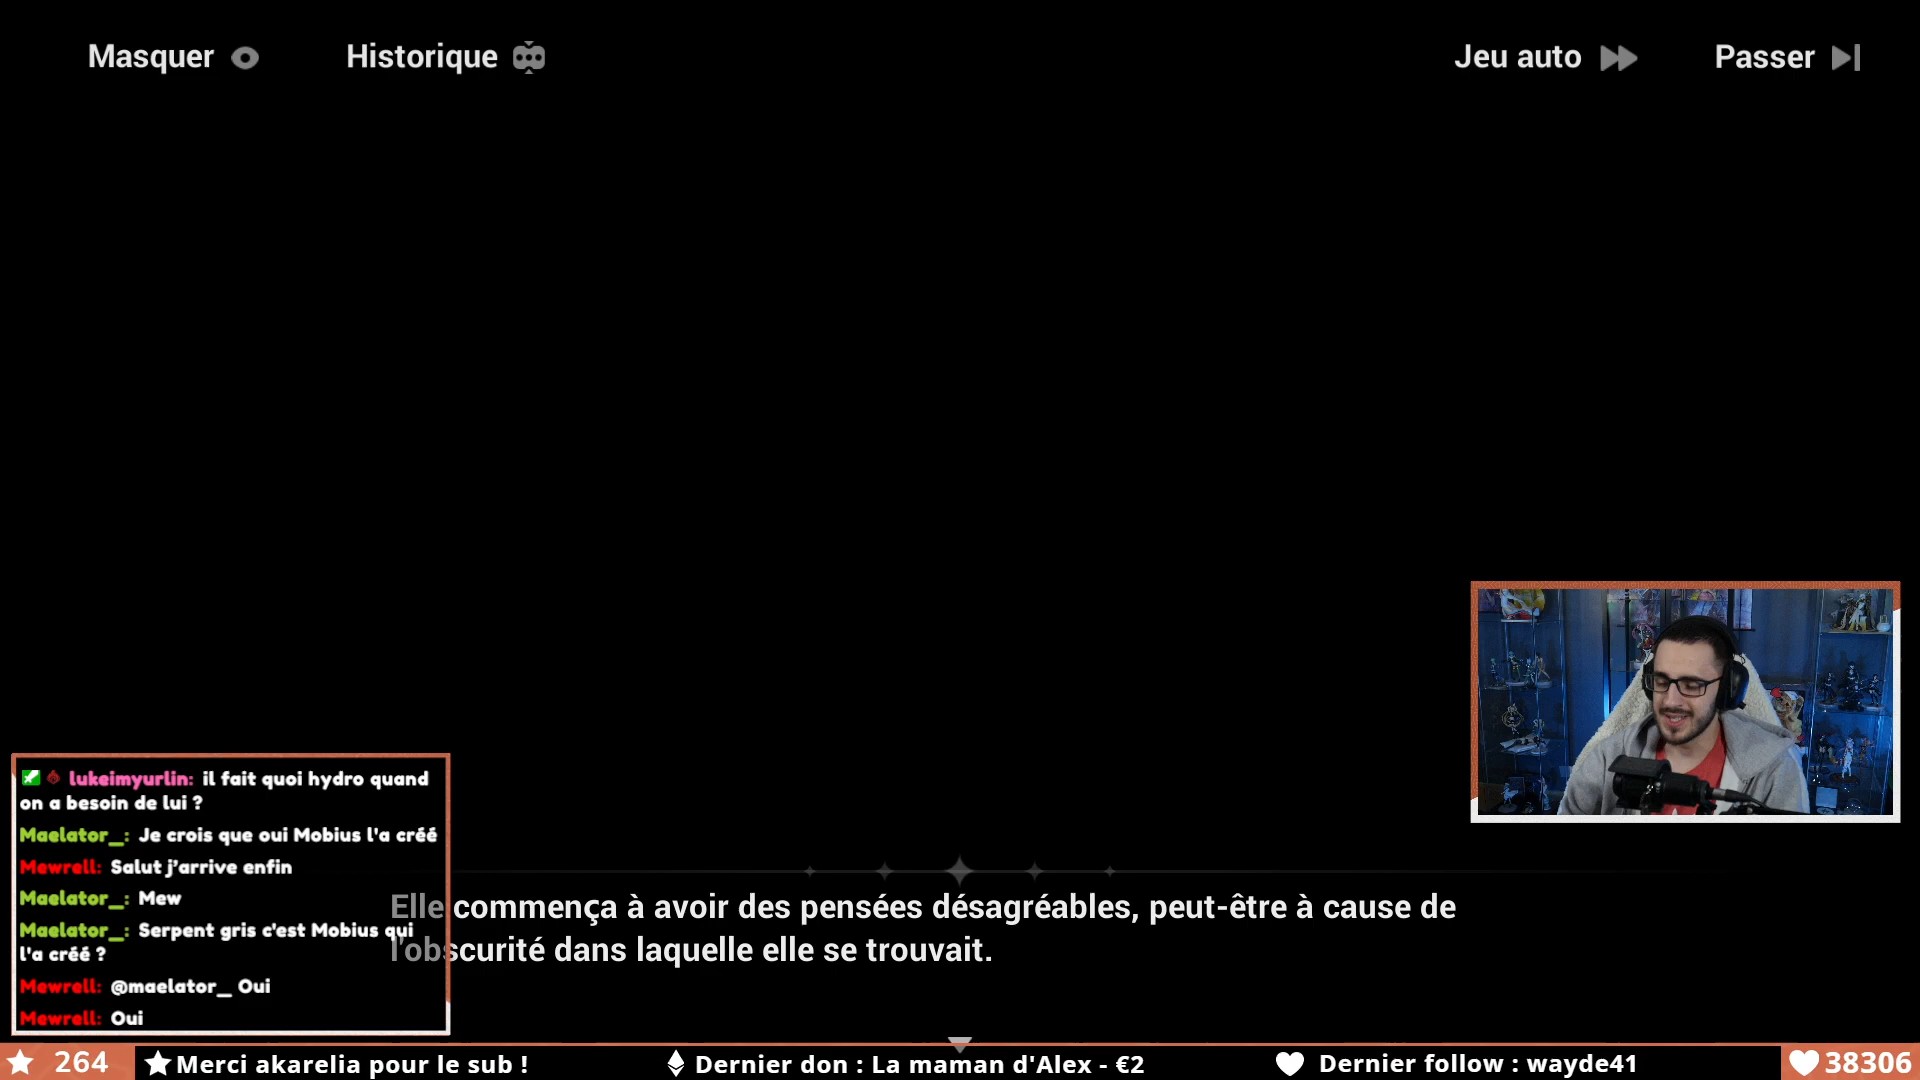 Masquer
Historique
Jeu auto
Passer
lukeimyurlin: il fait quoi hydro quand
on a besoin de lui ?
Maelator_: Je crois que oui Mobius l'a créé
Mewrell: Salut j’arrive enfin
Maelator_: Mew
Maelator_: Serpent gris c'est Mobius qui
l'a créé ?
Mewrell: @maelator_ Oui
Mewrell: Oui
Elle commença à avoir des pensées désagréables, peut-être à cause de
l'obscurité dans laquelle elle se trouvait.
264
Merci akarelia pour le sub !
Dernier don : La maman d'Alex - €2
Dernier follow : wayde41
38306